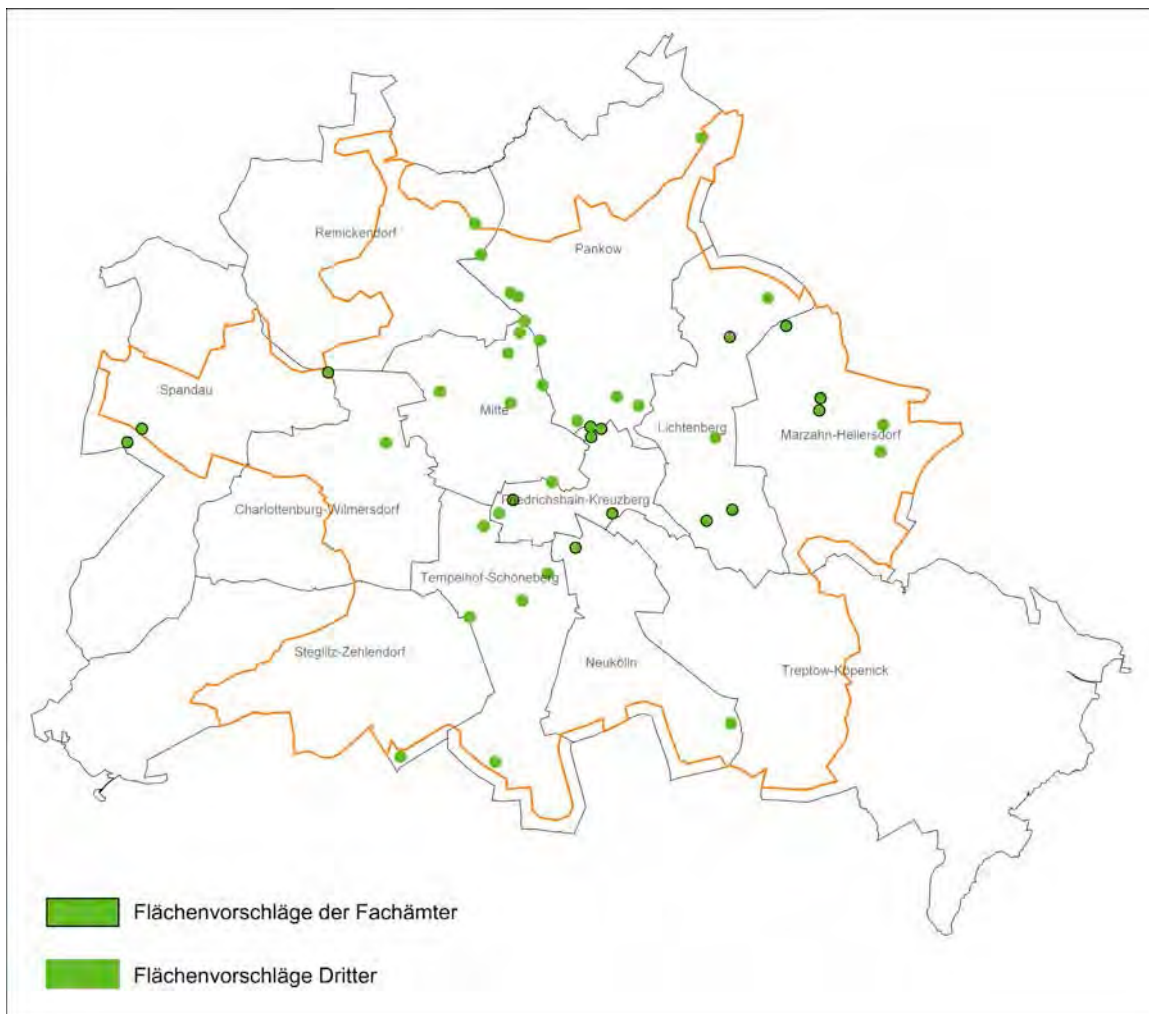 Reinickendorf
Pankow
Spandau
Mitte
Lichtenberg
Marzahn-Hellersdorf
Friedrichshain-Kreuzberg
Charlottenburg-Wilmersdorf
Tempelhof-Schöneberg
Steglitz-Zehlendorf
Neukölln
Treptow-Köpenick
Flächenvorschläge der Fachämter
Flächenvorschläge Dritter